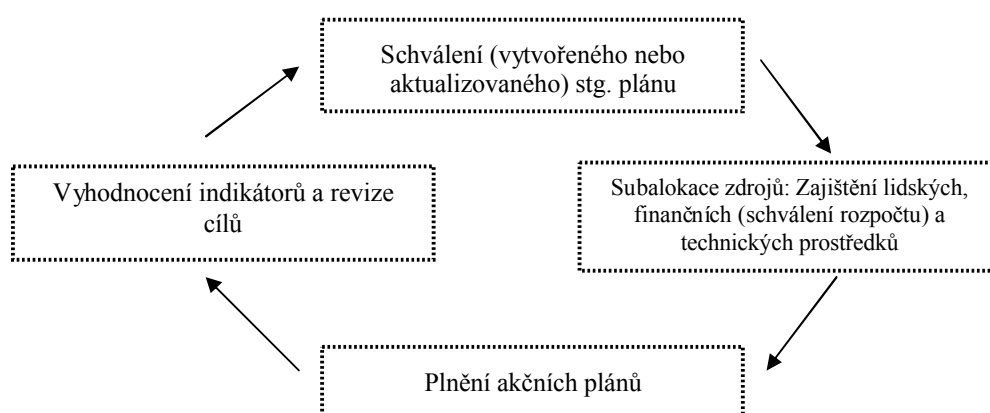 Schválení (vytvořeného nebo
aktualizovaného) stg. plánu
Vyhodnocení indikátorů a revize
cílů
Subalokace zdrojů: Zajištění lidských,
finančních (schválení rozpočtu) a
technických prostředků
Plnění akčních plánů